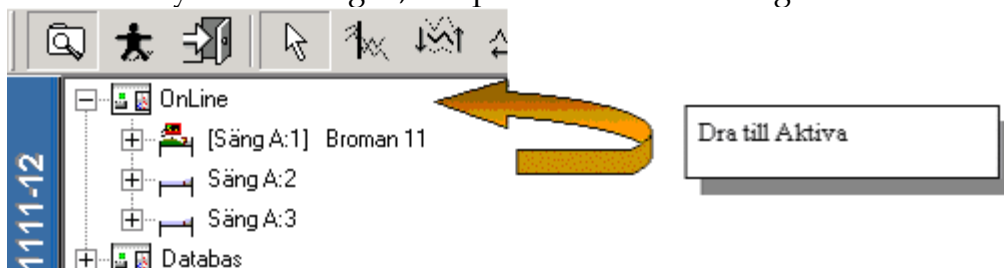 OnLine
[Säng A:1] Broman 11
Säng A:2
Säng A:3
Databas
Dra till Aktiva
1111-12